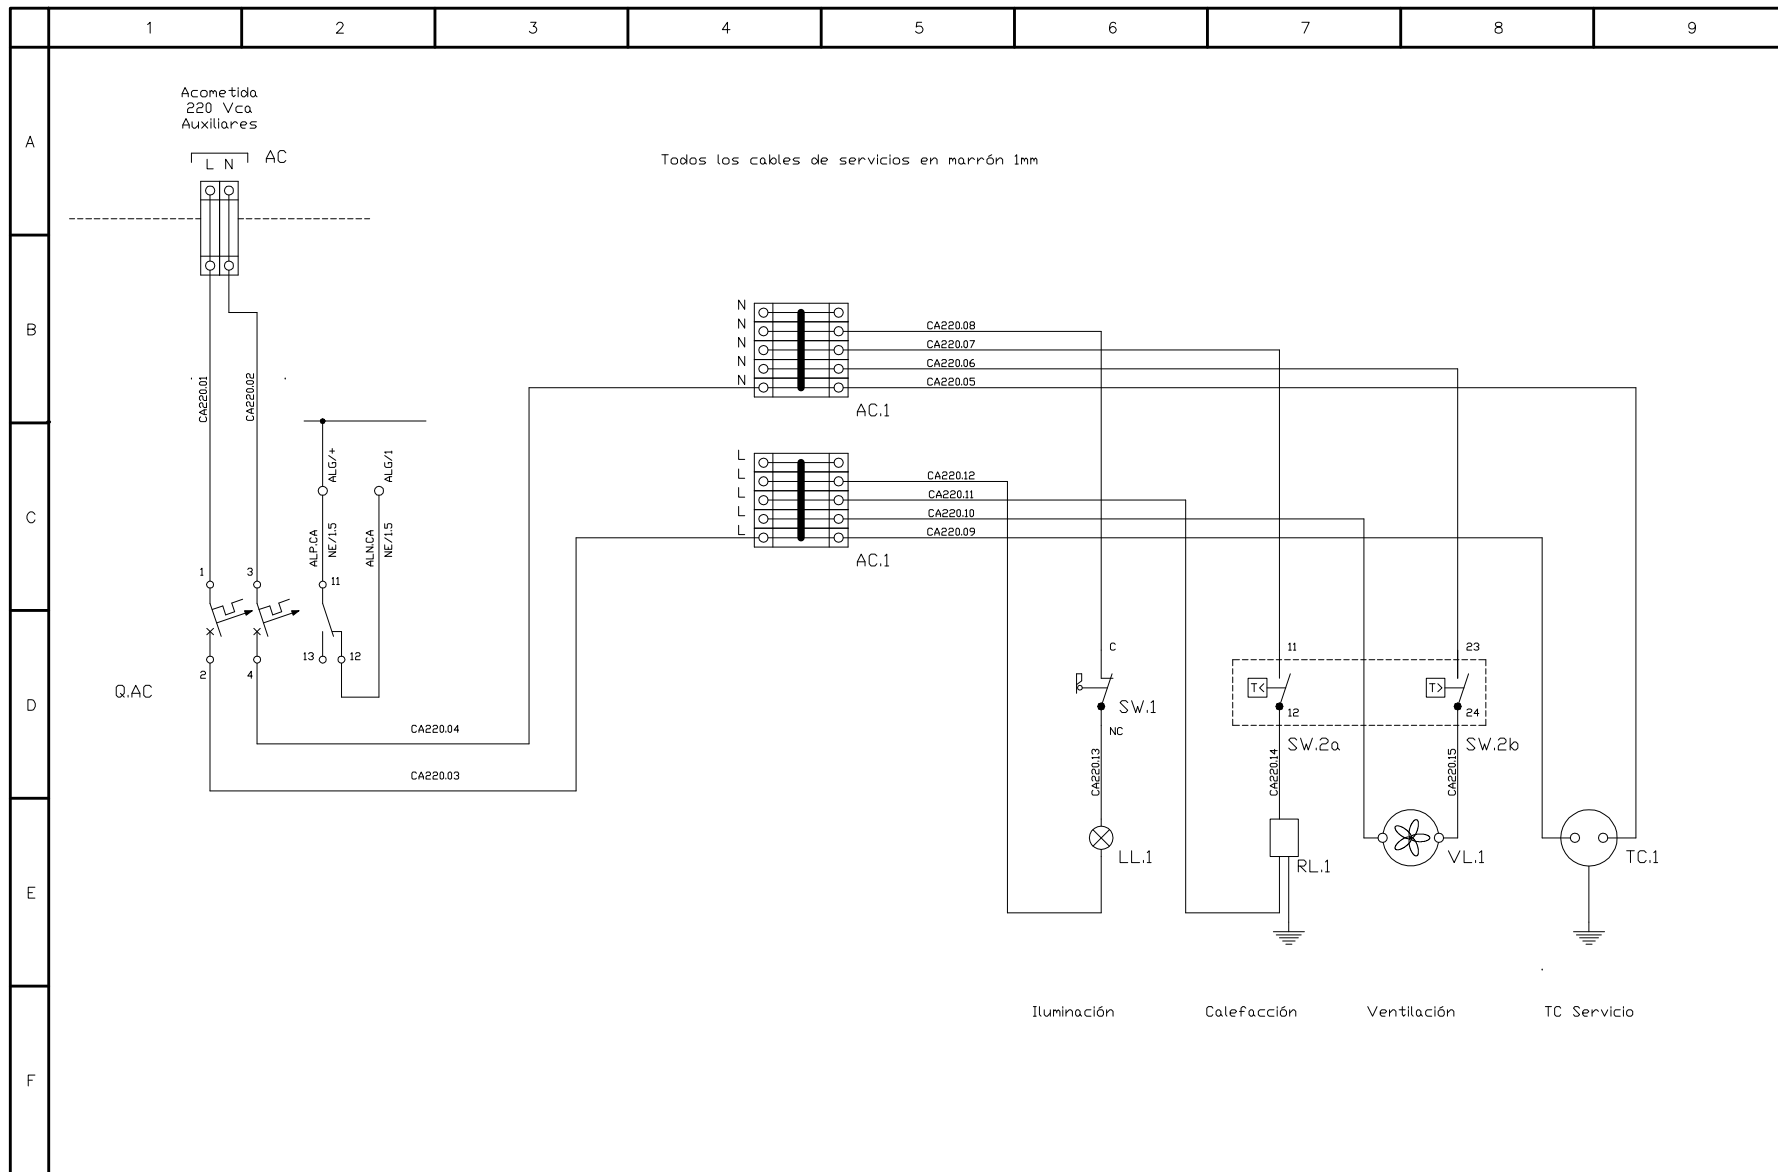 1 2 3 4 5 6 7 8 9
A
B
C
D
E
F
Acometida
220 Vca
Auxiliares
L N
AC
Todos los cables de servicios en marrón 1mm
CA220.01
CA220.02
ALG/+
ALG/1
ALP.CA
NE/1.5
ALN.CA
NE/1.5
1
3
11
2
4
13
12
Q.AC
CA220.04
CA220.03
N
N
N
N
N
CA220.08
CA220.07
CA220.06
CA220.05
AC.1
L
L
L
L
L
CA220.12
CA220.11
CA220.10
CA220.09
AC.1
C
SW.1
NC
CA220.13
LL.1
11
T<
12
SW.2a
CA220.14
RL.1
23
T>
24
SW.2b
CA220.15
VL.1
TC.1
Iluminación
Calefacción
Ventilación
TC Servicio